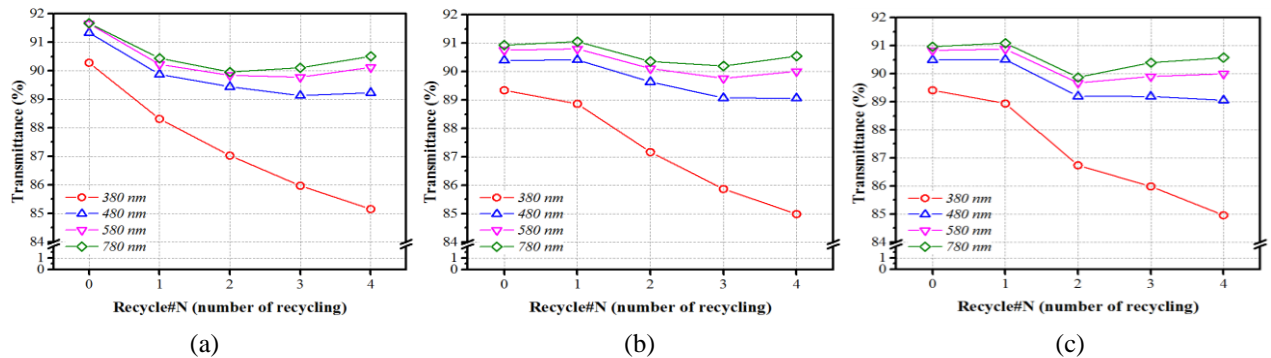 92
91
90
89
88
87
86
85
84
1
0
Transmittance (%)
380 nm
480 nm
580 nm
780 nm
0 1 2 3 4
Recycle#N (number of recycling)
(a)
92
91
90
89
88
87
86
85
84
1
0
Transmittance (%)
380 nm
480 nm
580 nm
780 nm
0 1 2 3 4
Recycle#N (number of recycling)
(b)
92
91
90
89
88
87
86
85
84
1
0
Transmittance (%)
380 nm
480 nm
580 nm
780 nm
0 1 2 3 4
Recycle#N (number of recycling)
(c)